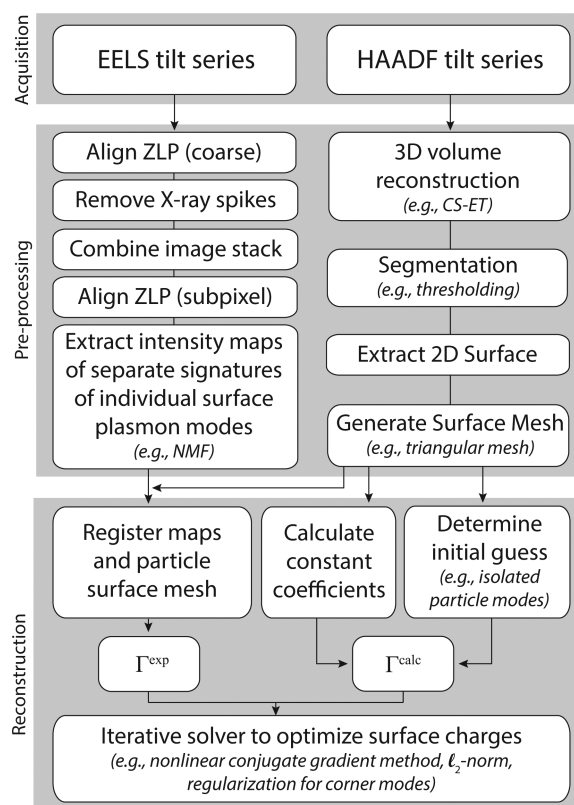 Acquisition
EELS tilt series
HAADF tilt series
Pre-processing
Align ZLP (coarse)
Remove X-ray spikes
Combine image stack
Align ZLP (subpixel)
Extract intensity maps
of separate signatures
of individual surface
plasmon modes
(e.g., NMF)
3D volume
reconstruction
(e.g., CS-ET)
Segmentation
(e.g., thresholding)
Extract 2D Surface
Generate Surface Mesh
(e.g., triangular mesh)
Reconstruction
Register maps
and particle
surface mesh
Calculate
constant
coefficients
Determine
initial guess
(e.g., isolated
particle modes)
Γexp
Γcalc
Iterative solver to optimize surface charges
(e.g., nonlinear conjugate gradient method, ℓ2-norm,
regularization for corner modes)